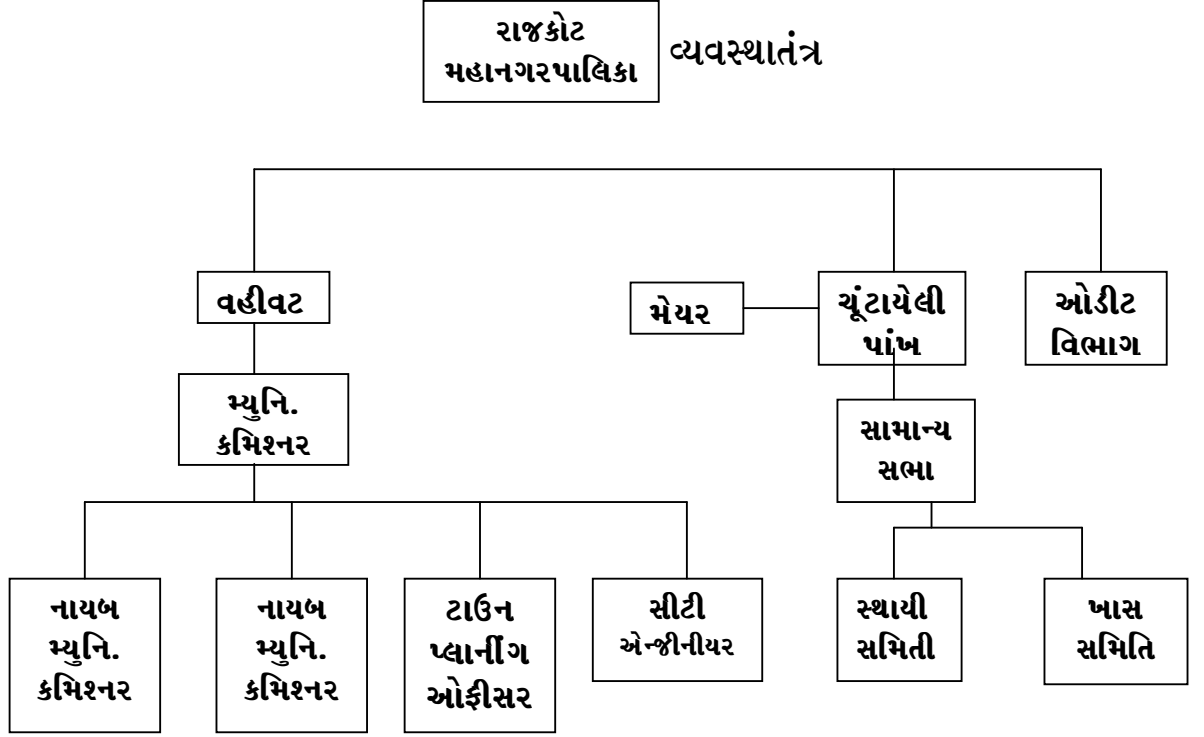 રાજકોટ
મહાનગરપાલિકા
વ્યવસ્થાતંત્ર
વહીવટ
મેયર
ચૂંટાયેલી
પાંખ
ઓડીટ
વિભાગ
મ્યુનિ.
કમિશ્નર
સામાન્ય
સભા
નાયબ
મ્યુનિ.
કમિશ્નર
નાયબ
મ્યુનિ.
કમિશ્નર
ટાઉન
પ્લાનીંગ
ઓફીસર
સીટી
એન્જીનીયર
સ્થાયી
સમિતી
ખાસ
સમિતિ